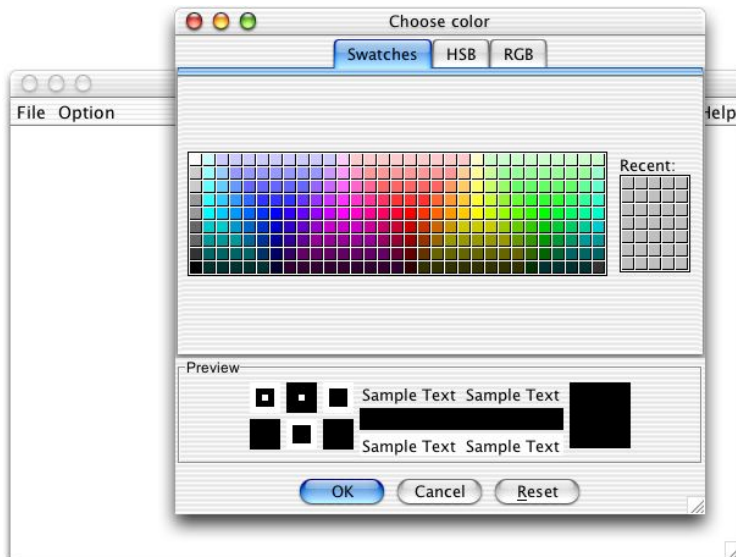 Choose color
Swatches HSB RGB
File Option
Help
Recent:
Preview
Sample Text Sample Text
Sample Text Sample Text
OK Cancel Reset